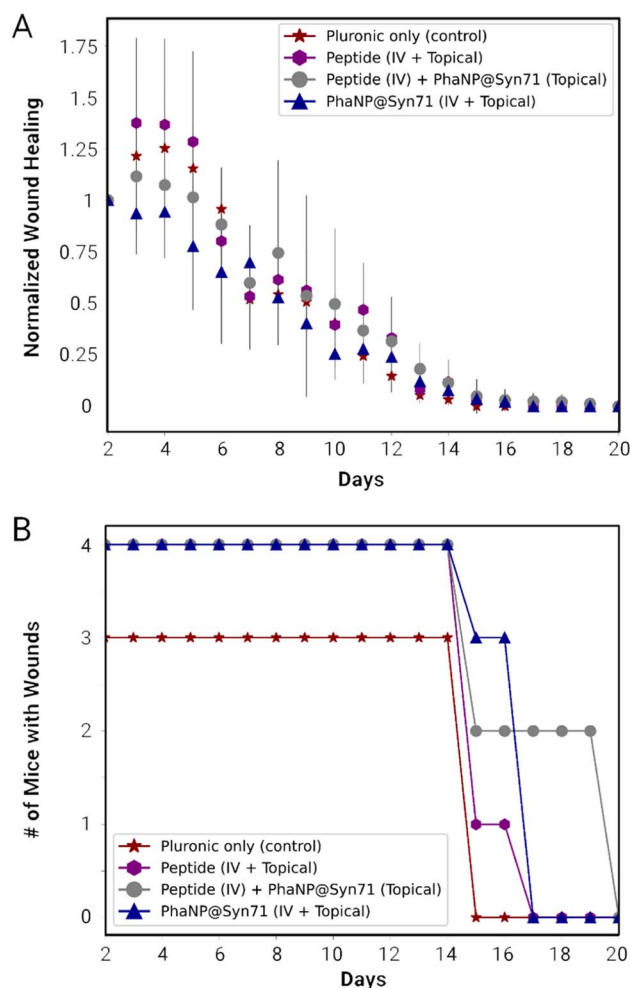 A
1.75
1.5
1.25
1
0.75
0.5
0.25
0
Normalized Wound Healing
Pluronic only (control)
Peptide (IV + Topical)
Peptide (IV) + PhaNP@Syn71 (Topical)
PhaNP@Syn71 (IV + Topical)
2 4 6 8 10 12 14 16 18 20
Days
B
4
3
2
1
0
# of Mice with Wounds
Pluronic only (control)
Peptide (IV + Topical)
Peptide (IV) + PhaNP@Syn71 (Topical)
PhaNP@Syn71 (IV + Topical)
2 4 6 8 10 12 14 16 18 20
Days